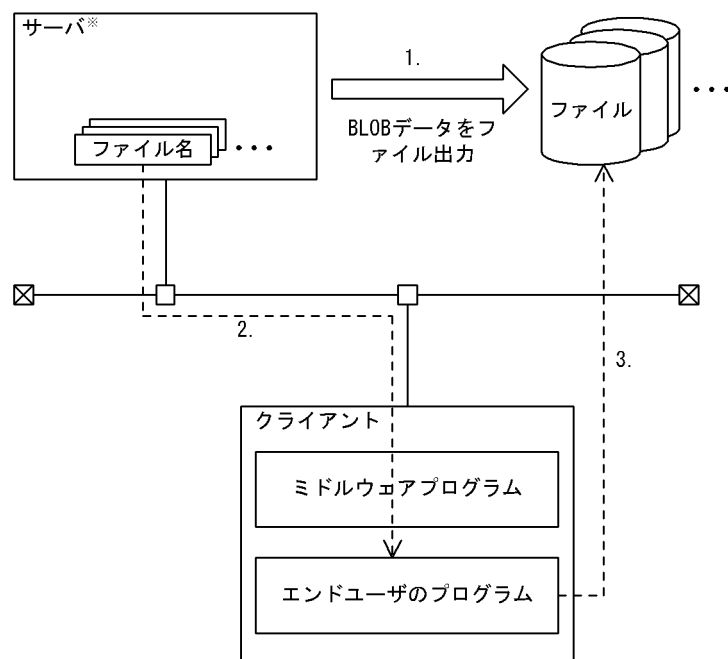 サーバ※
1.
ファイル
・・・
BLOBデータをフ
ァイル出力
ファイル名
・・・
2.
3.
クライアント
ミドルウェアプログラム
エンドユーザのプログラム